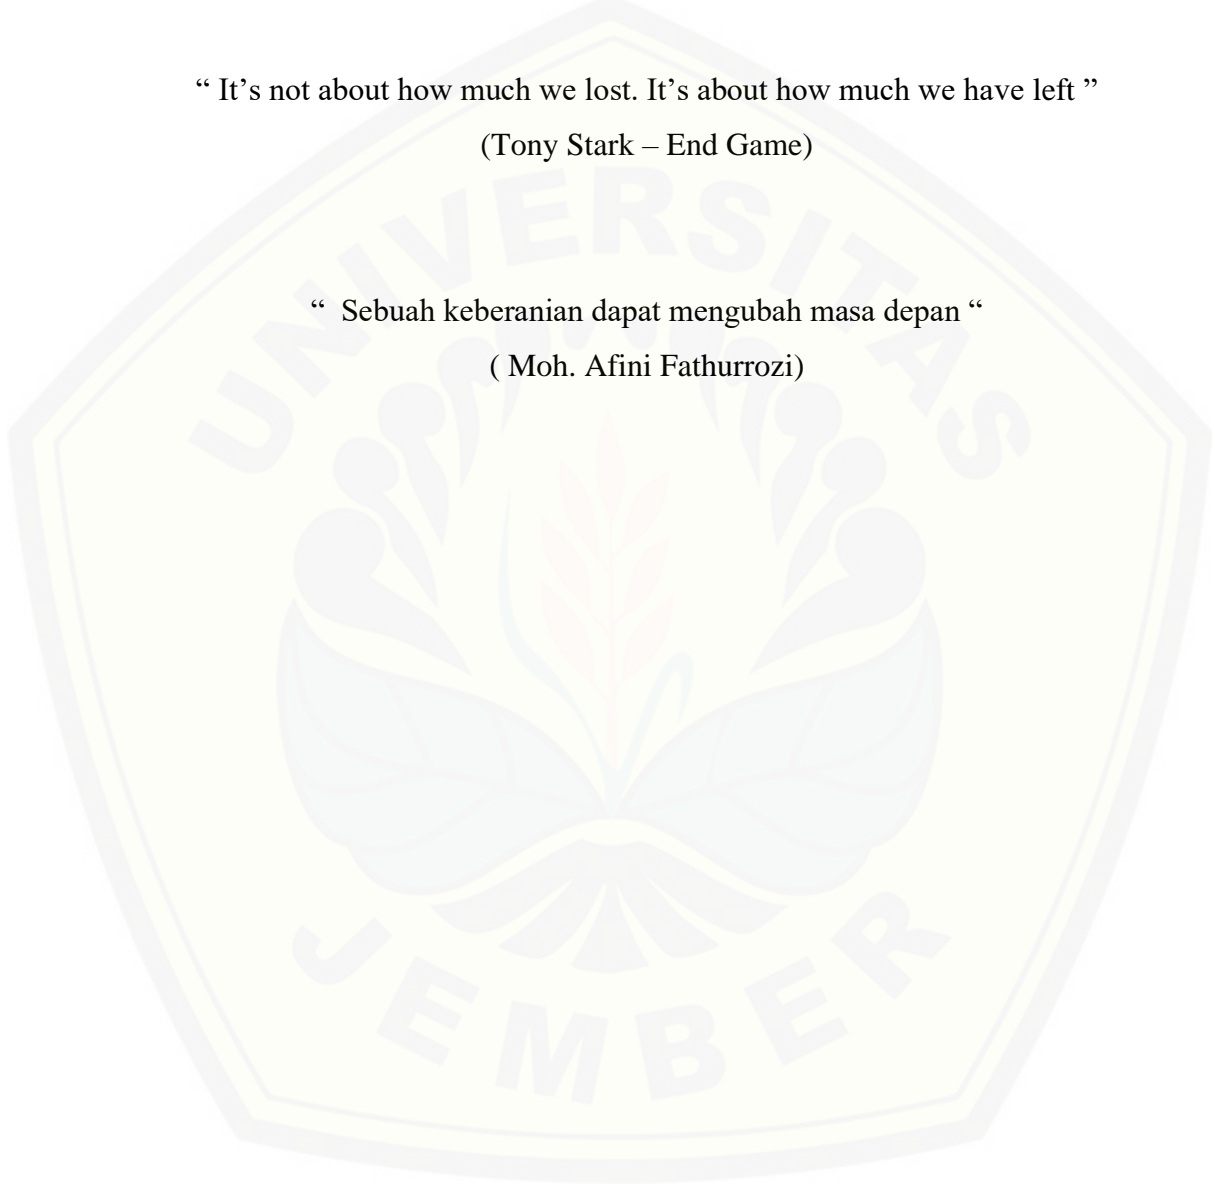 “ It’s not about how much we lost. It’s about how much we have left ”
(Tony Stark – End Game)
“  Sebuah keberanian dapat mengubah masa depan “
( Moh. Afini Fathurrozi)
UNIVERSITAS
JEMBER